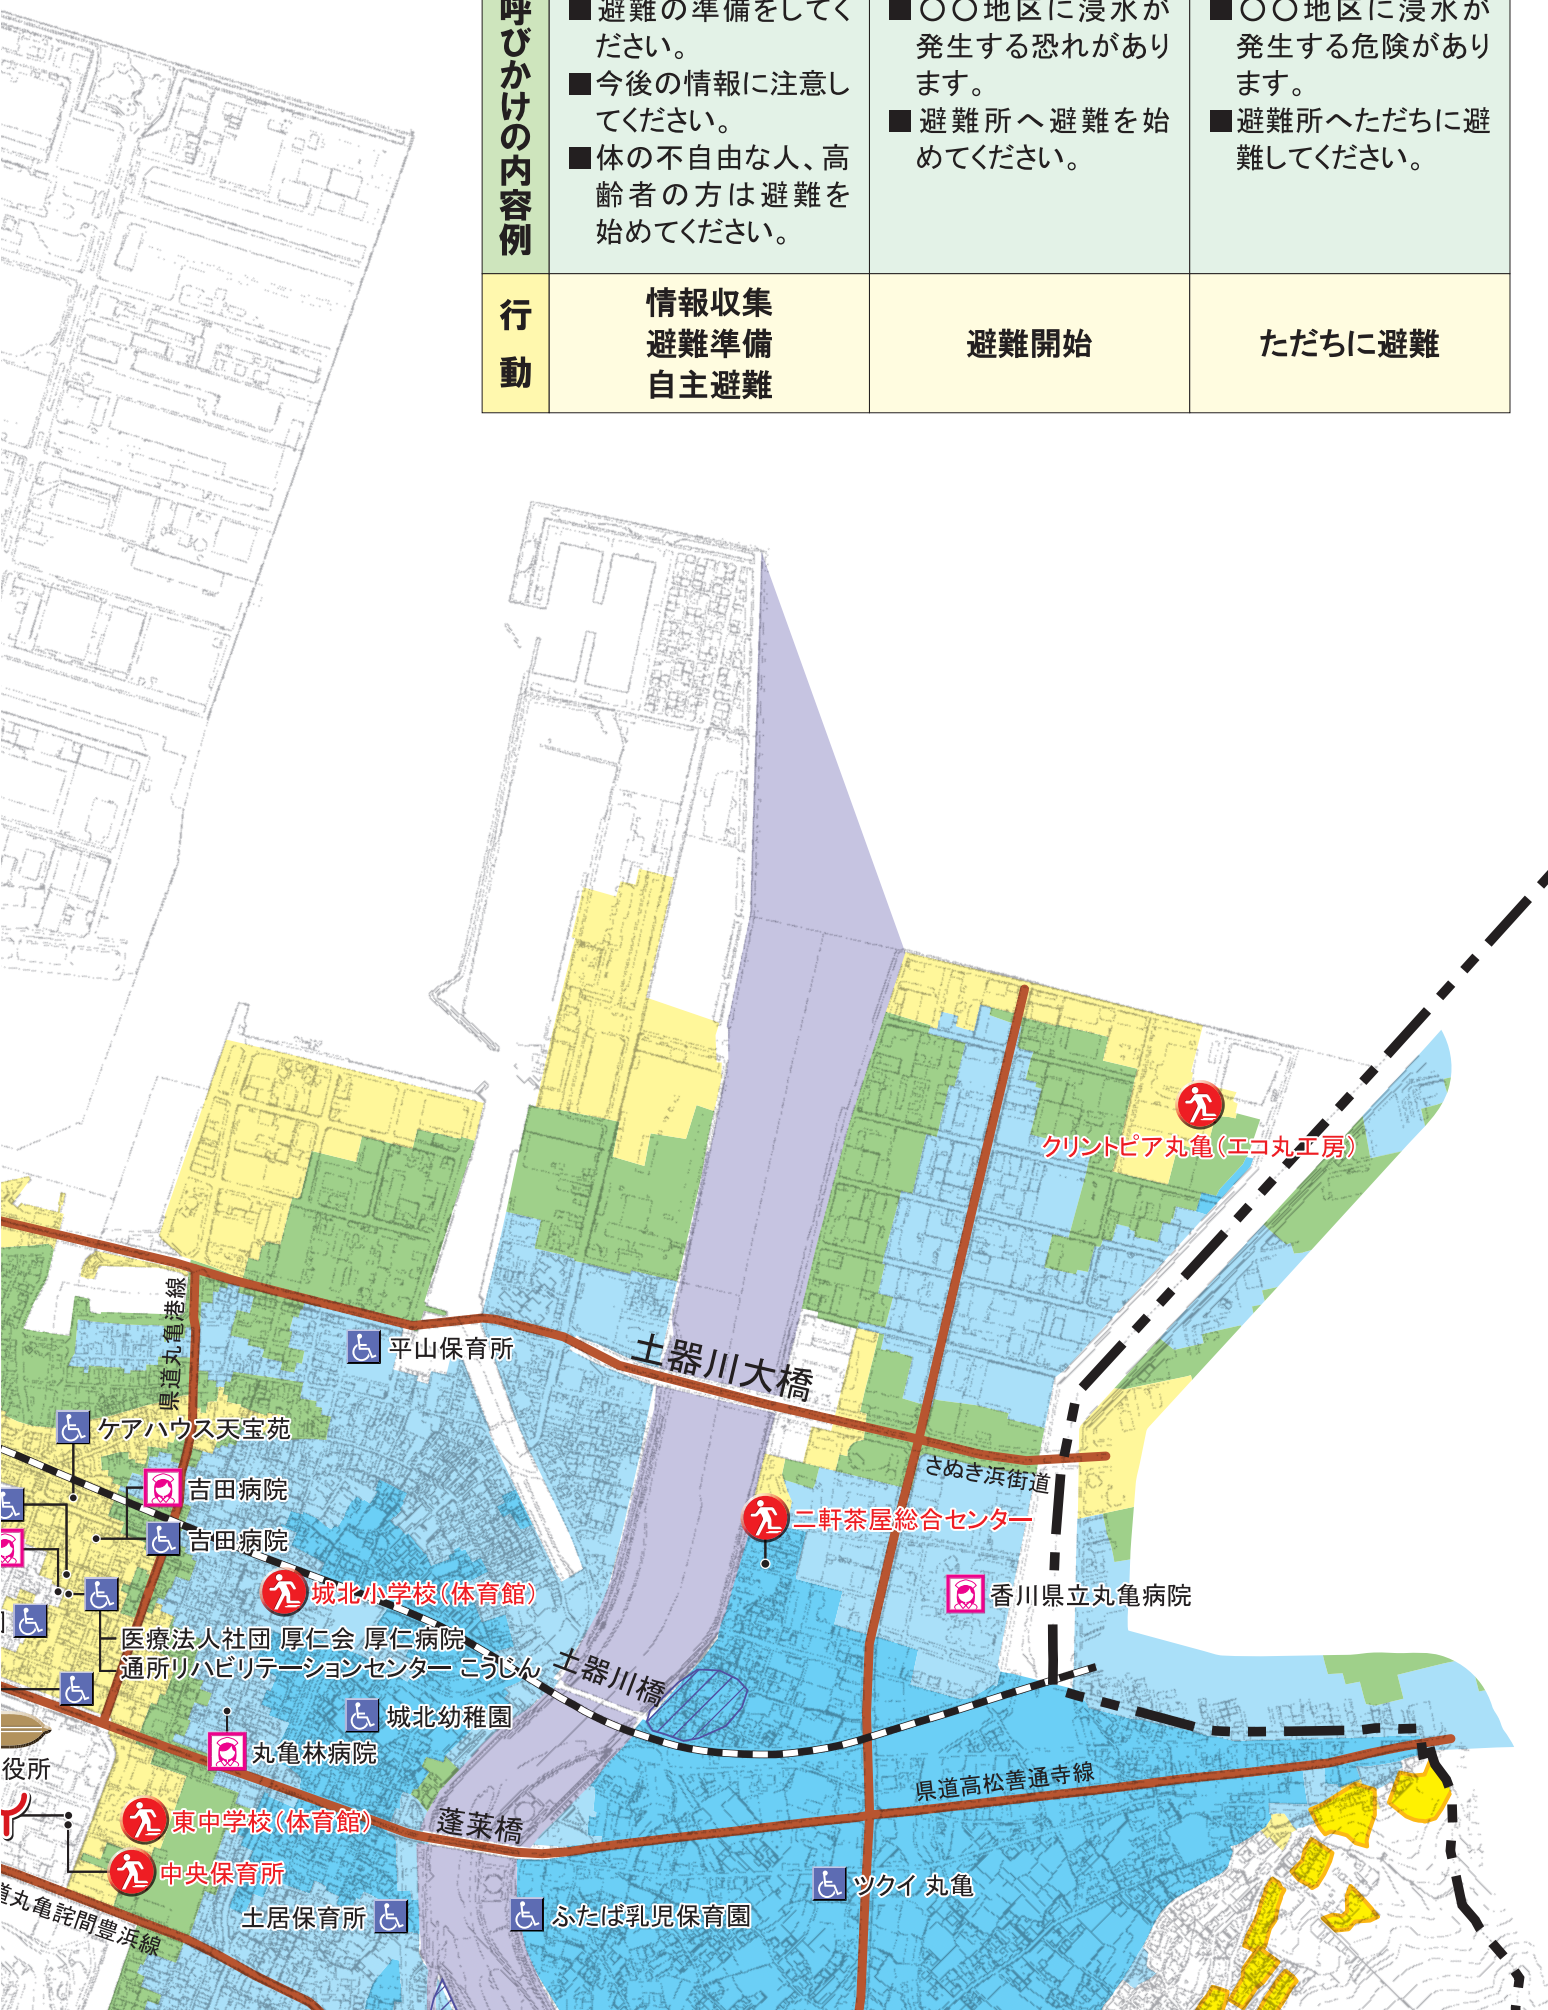 呼びかけの内容例
■避難の準備をしてく
ださい。
■今後の情報に注意し
てください。
■体の不自由な人、高
齢者の方は避難を
始めてください。
■〇〇地区に浸水が
発生する恐れがあり
ます。
■避難所へ避難を始
めてください。
■〇〇地区に浸水が
発生する危険があり
ます。
■避難所へただちに避
難してください。
行動
情報収集
避難準備
自主避難
避難開始
ただちに避難
クリントピア丸亀(エコ丸工房)
県道丸亀港線
平山保育所
土器川大橋
ケアハウス天宝苑
さぬき浜街道
吉田病院
二軒茶屋総合センター
吉田病院
城北小学校(体育館)
香川県立丸亀病院
医療法人社団 厚仁会 厚仁病院
通所リハビリテーションセンター こうじん
土器川橋
城北幼稚園
丸亀林病院
役所
県道高松善通寺線
東中学校(体育館)
蓬莱橋
中央保育所
ツクイ 丸亀
土居保育所
ふたば乳児保育園
道丸亀詫間豊浜線